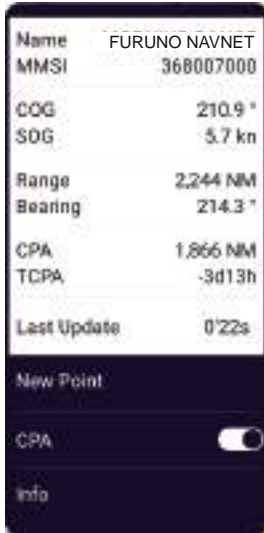 Name FURUNO NAVNET
MMSI 368007000
COG 210.9 °
SOG 5.7 kn
Range 2,244 NM
Bearing 214.3 °
CPA 1,866 NM
TCPA -3d13h
Last Update 0'22s
New Point
CPA
Info